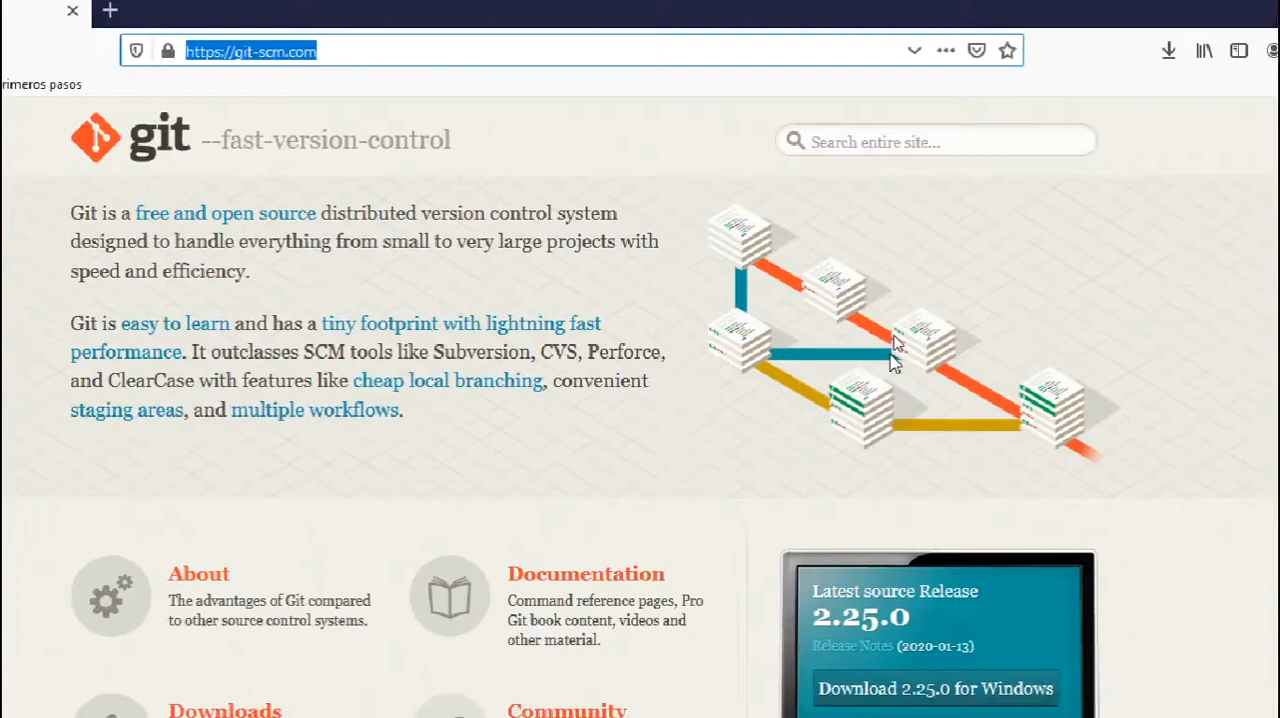 https://git-scm.com
rimeros pasos
git --fast-version-control
Search entire site...
Git is a free and open source distributed version control system
designed to handle everything from small to very large projects with
speed and efficiency.
Git is easy to learn and has a tiny footprint with lightning fast
performance. It outclasses SCM tools like Subversion, CVS, Perforce,
and ClearCase with features like cheap local branching, convenient
staging areas, and multiple workflows.
About
The advantages of Git compared
to other source control systems.
Documentation
Command reference pages, Pro
Git book content, videos and
other material.
Latest source Release
2.25.0
Release Notes (2020-01-13)
Download 2.25.0 for Windows
Downloads
Community